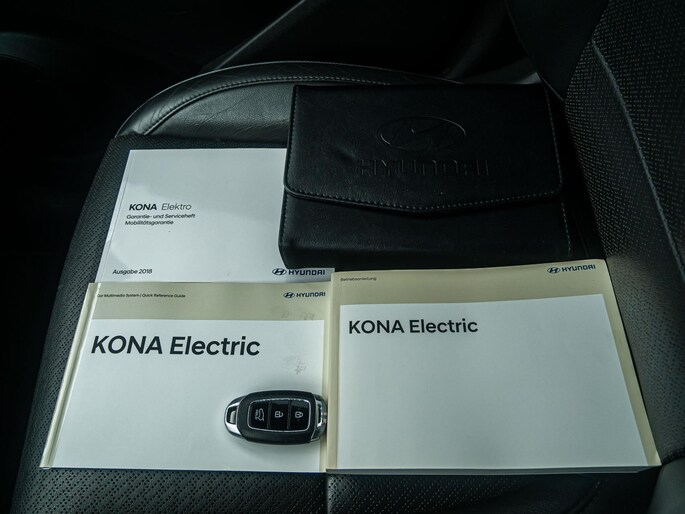 HYUNDAI
KONA Elektro
Garantie- und Serviceheft
Mobilitätsgarantie
Ausgabe 2018
HYUNDAI
Car Multimedia System | Quick Reference Guide
HYUNDAI
KONA Electric
Betriebsanleitung
HYUNDAI
KONA Electric